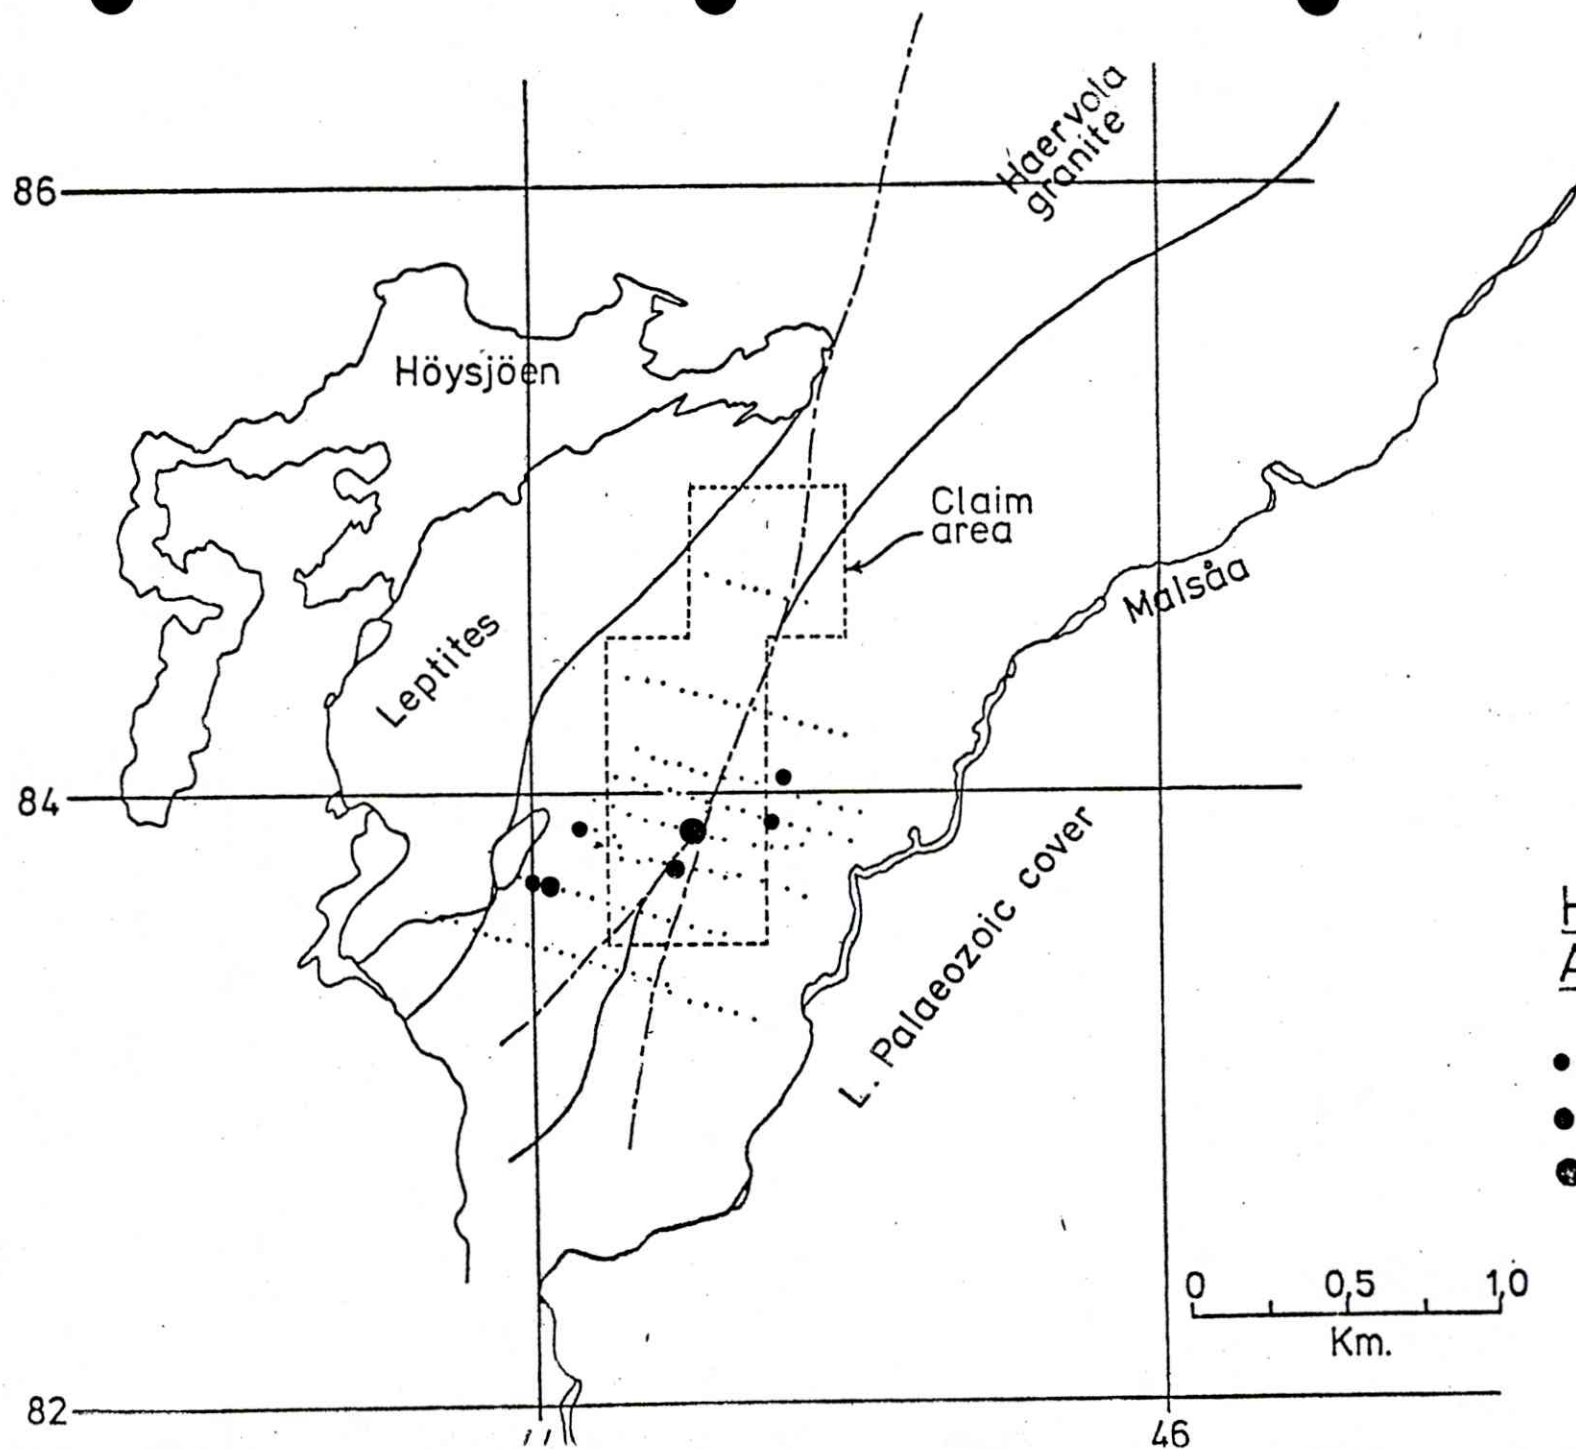 86
Haervola
granite
Höysjöen
Claim
area
Malsåa
Leptites
84
L. Palaeozoic cover
H
A
0 0,5 1,0
Km.
82
46